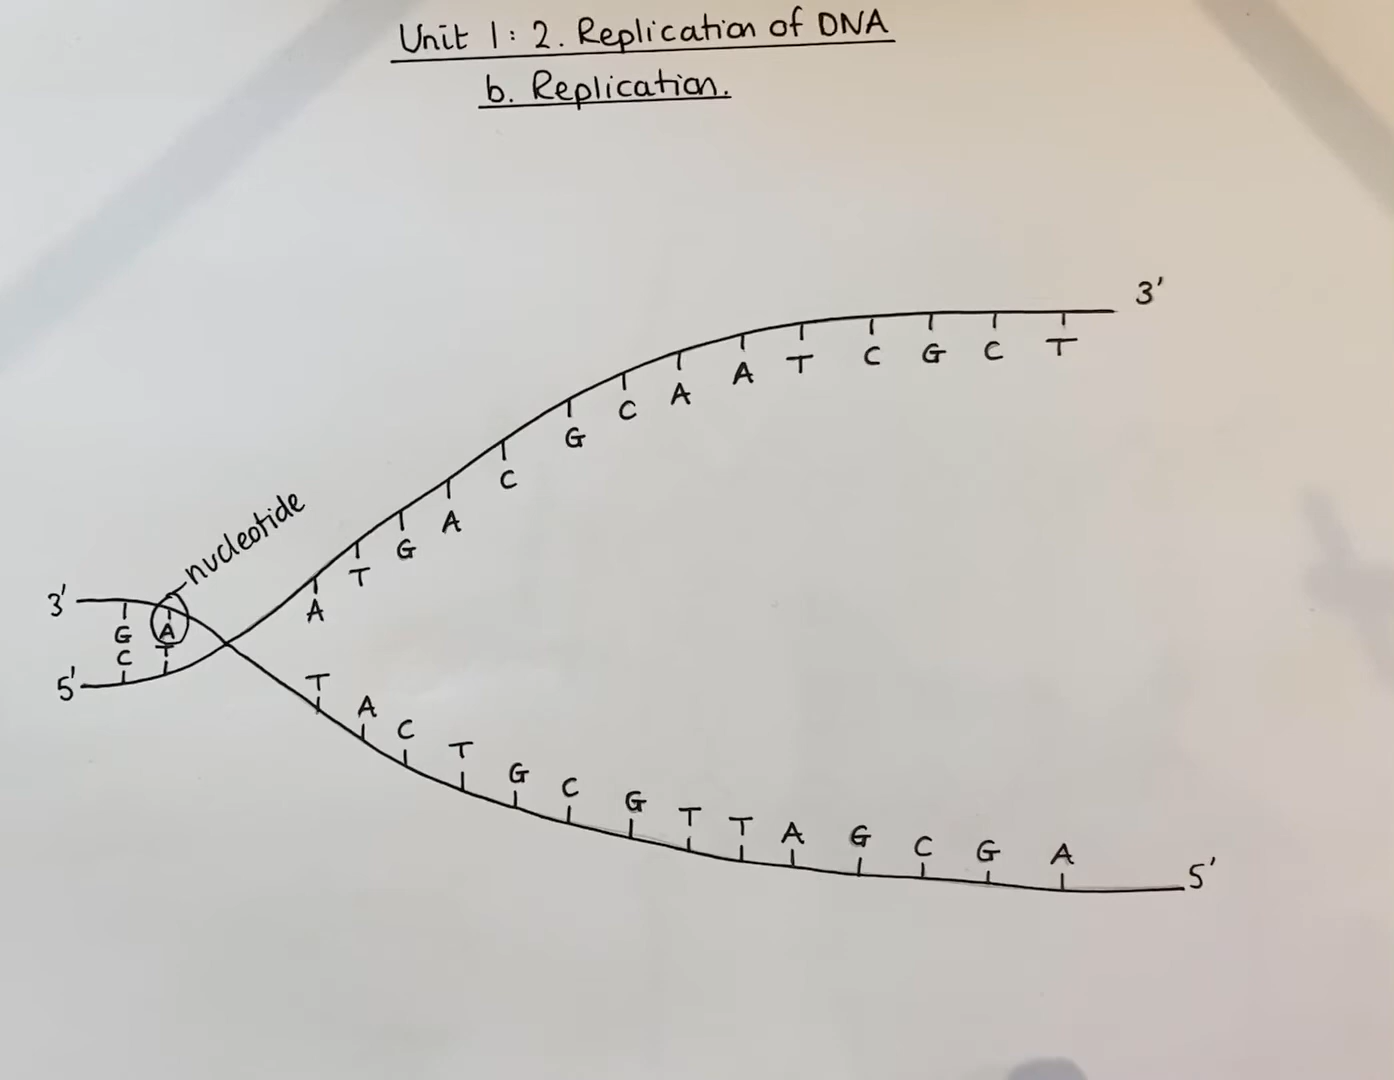 Unit 1: 2. Replication of DNA
b. Replication.
3'
A T G A C G C A A T C G C T
nucleotide
3'
G A
C T
5'
T A C T G C G T T A G C G A
5'